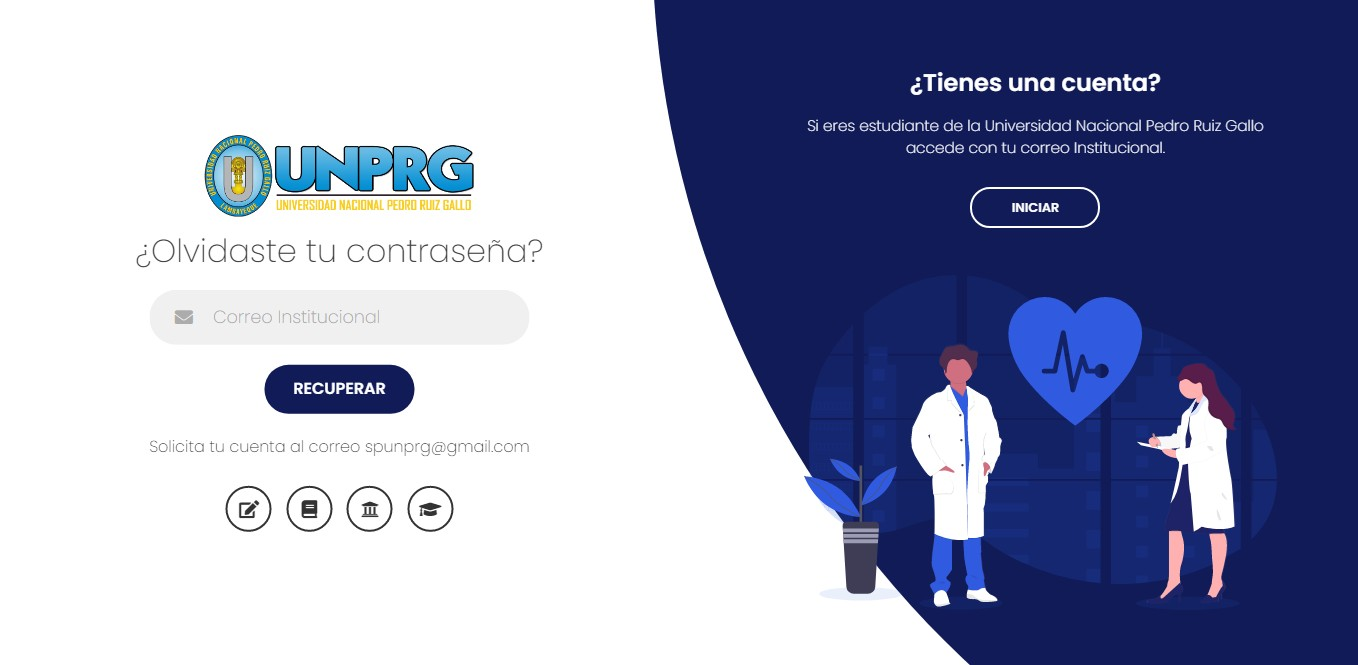 UNIVERSIDAD NACIONAL PEDRO RUIZ GALLO
LAMBAYEQUE
UNPRG
UNIVERSIDAD NACIONAL PEDRO RUIZ GALLO
¿Olvidaste tu contraseña?
Correo Institucional
RECUPERAR
Solicita tu cuenta al correo spunprg@gmail.com
¿Tienes una cuenta?
Si eres estudiante de la Universidad Nacional Pedro Ruiz Gallo
accede con tu correo Institucional.
INICIAR